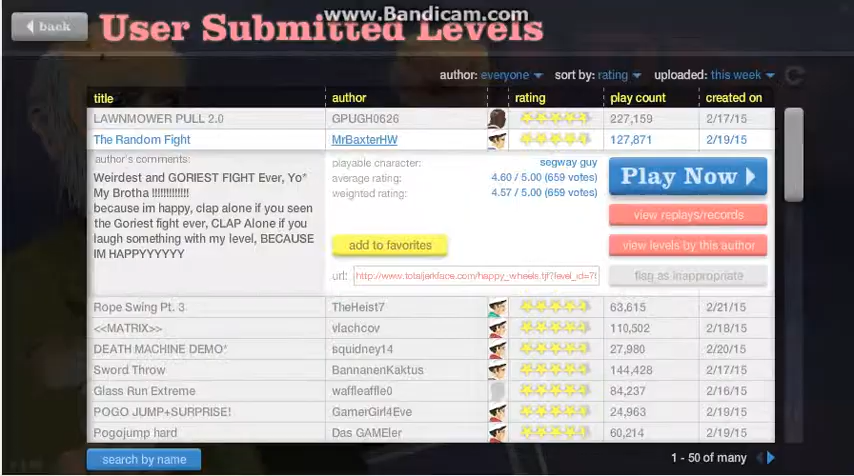 www.Bandicam.com
back
User Submitted Levels
author: everyone sort by: rating uploaded: this week
title author rating play count created on
LAWNMOWER PULL 2.0 GPUGH0626 227,159 2/17/15
The Random Fight MrBaxterHW 127,871 2/19/15
author's comments:
Weirdest and GORIEST FIGHT Ever, Yo*
My Brotha !!!!!!!!!!!!!
because im happy, clap alone if you seen
the Goriest fight ever, CLAP Alone if you
laugh something with my level, BECAUSE
IM HAPPYYYYYY
playable character: segway guy
average rating: 4.60 / 5.00 (659 votes)
weighted rating: 4.57 / 5.00 (659 votes)
add to favorites
url: http://www.totaljerkface.com/happy_wheels.tjf?level_id=7
Play Now
view replays/records
view levels by this author
flag as inappropriate
Rope Swing Pt. 3 TheHeist7 63,615 2/21/15
<<MATRIX>> vlachcov 110,502 2/18/15
DEATH MACHINE DEMO* squidney14 27,980 2/20/15
Sword Throw BannanenKaktus 144,428 2/17/15
Glass Run Extreme waffleaffle0 84,237 2/16/15
POGO JUMP+SURPRISE! GamerGirl4Eve 24,963 2/19/15
Pogojump hard Das GAMEler 60,214 2/19/15
search by name
1 - 50 of many